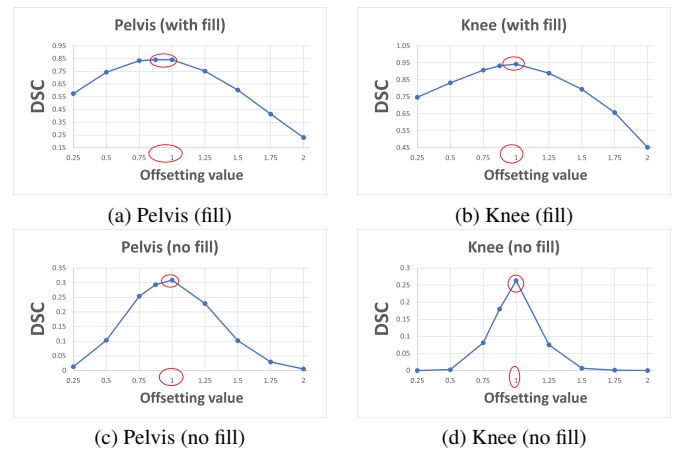 Pelvis (with fill)
DSC
0.95
0.85
0.75
0.65
0.55
0.45
0.35
0.25
0.15
0.25 0.5 0.75 1 1.25 1.5 1.75 2
Offsetting value
(a) Pelvis (fill)
Knee (with fill)
DSC
1.05
0.95
0.85
0.75
0.65
0.55
0.45
0.25 0.5 0.75 1 1.25 1.5 1.75 2
Offsetting value
(b) Knee (fill)
Pelvis (no fill)
DSC
0.35
0.3
0.25
0.2
0.15
0.1
0.05
0
0.25 0.5 0.75 1 1.25 1.5 1.75 2
Offsetting value
(c) Pelvis (no fill)
Knee (no fill)
DSC
0.3
0.25
0.2
0.15
0.1
0.05
0
0.25 0.5 0.75 1 1.25 1.5 1.75 2
Offsetting value
(d) Knee (no fill)